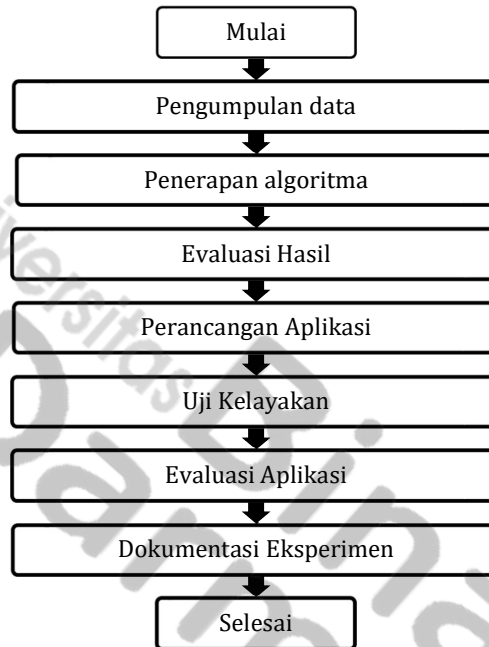 Mulai
Pengumpulan data
Penerapan algoritma
Evaluasi Hasil
Perancangan Aplikasi
Uji Kelayakan
Evaluasi Aplikasi
Dokumentasi Eksperimen
Selesai